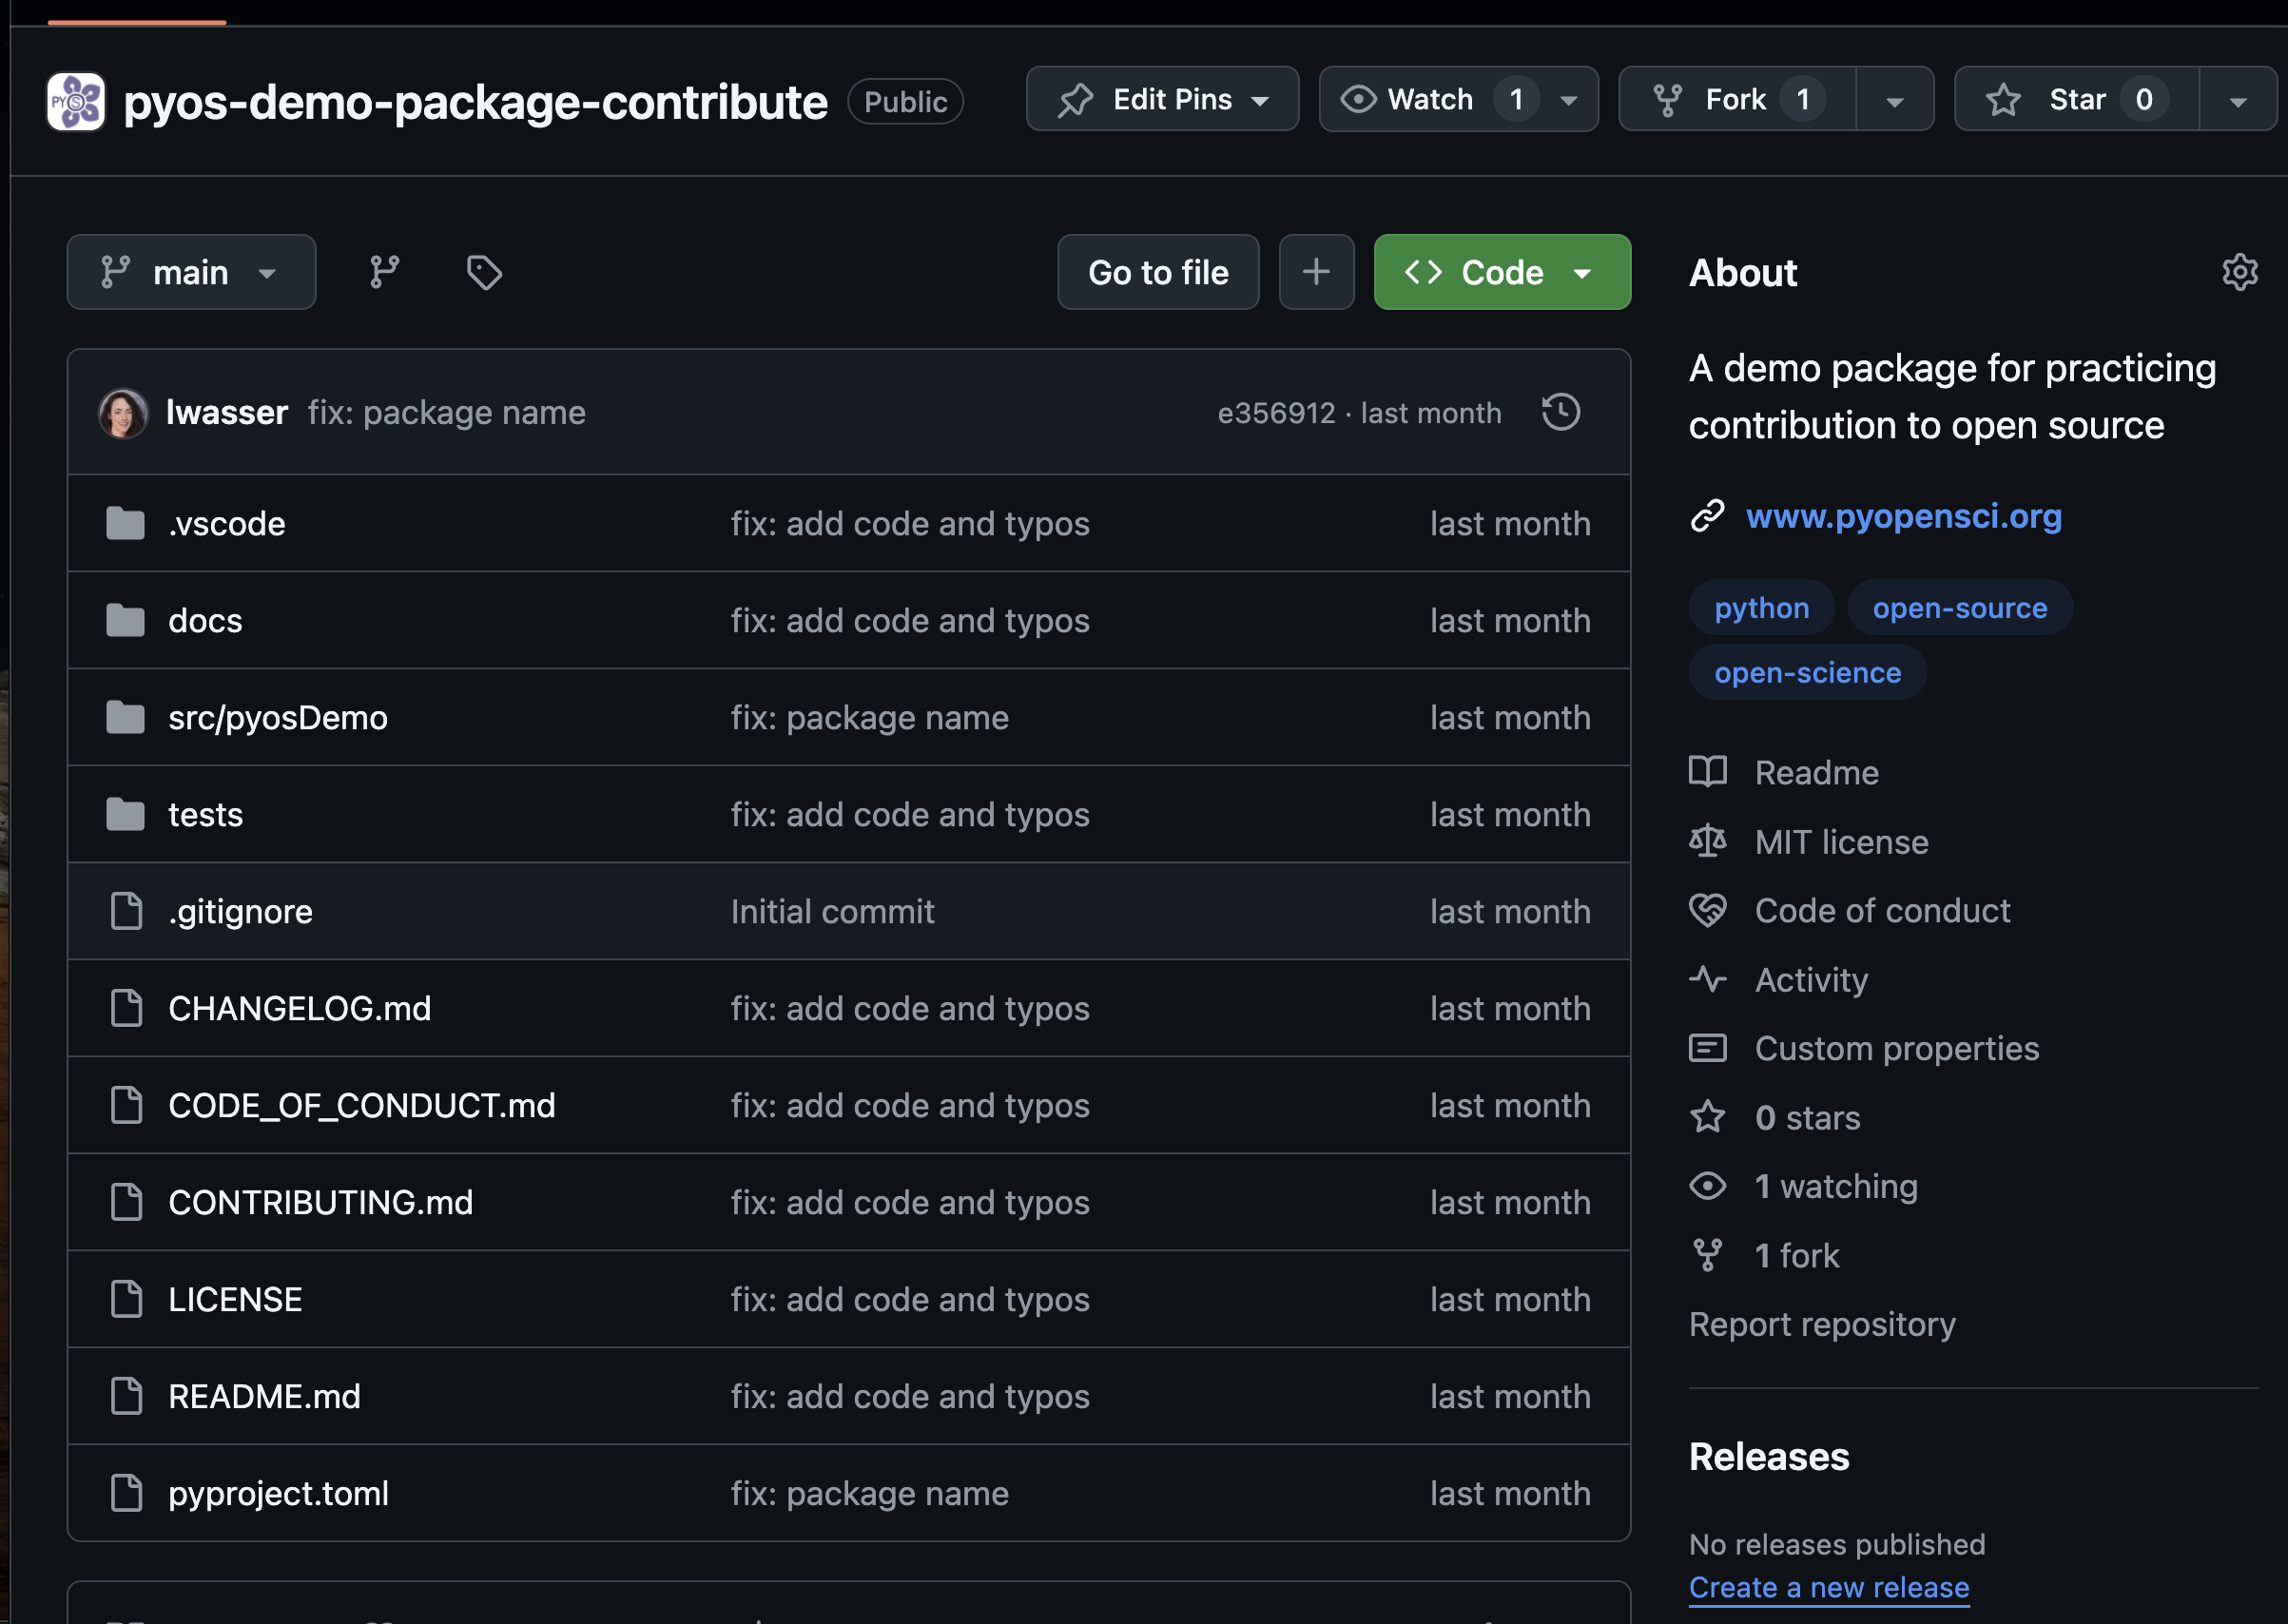 pyos-demo-package-contribute Public Edit Pins Watch 1 Fork 1 Star 0
main Go to file Code
lwasser fix: package name e356912 · last month
.vscode fix: add code and typos last month
docs fix: add code and typos last month
src/pyosDemo fix: package name last month
tests fix: add code and typos last month
.gitignore Initial commit last month
CHANGELOG.md fix: add code and typos last month
CODE_OF_CONDUCT.md fix: add code and typos last month
CONTRIBUTING.md fix: add code and typos last month
LICENSE fix: add code and typos last month
README.md fix: add code and typos last month
pyproject.toml fix: package name last month
About
A demo package for practicing
contribution to open source
www.pyopensci.org
python open-source
open-science
Readme
MIT license
Code of conduct
Activity
Custom properties
0 stars
1 watching
1 fork
Report repository
Releases
No releases published
Create a new release